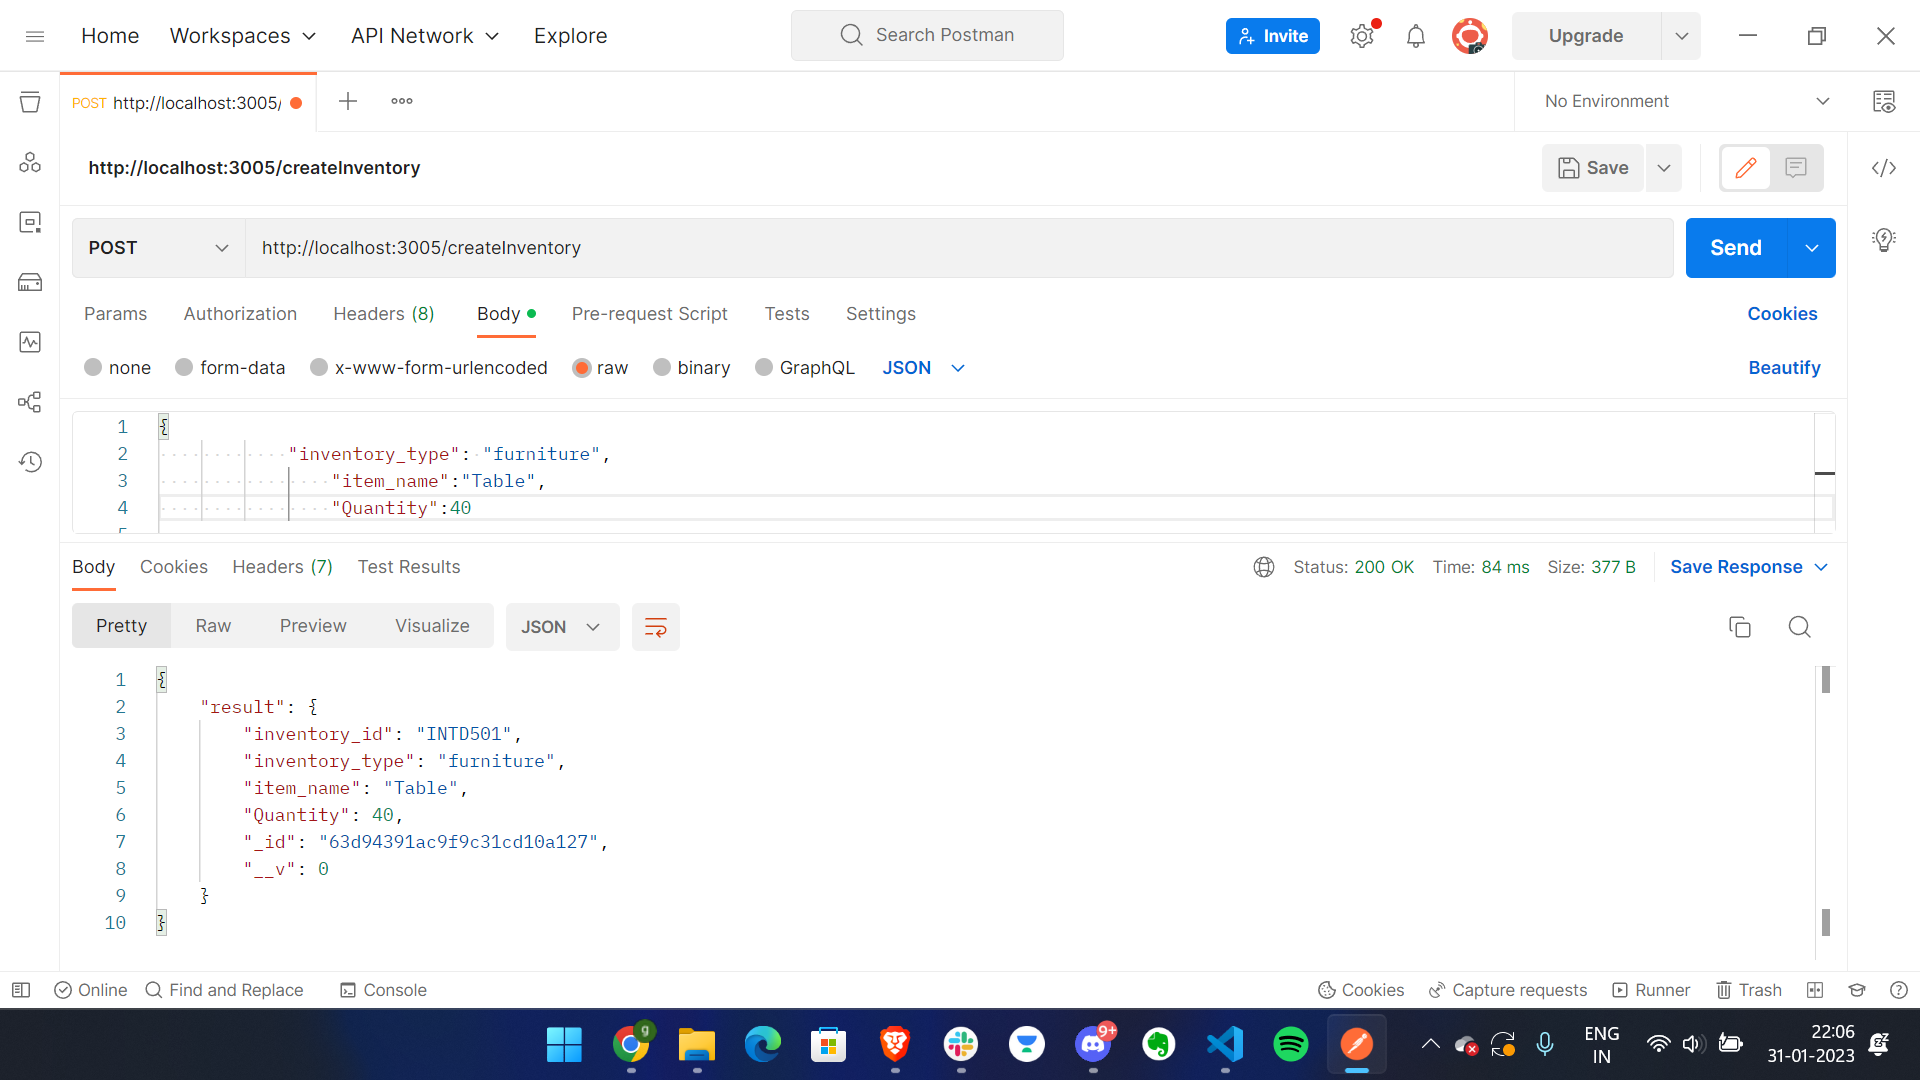 Home Workspaces API Network Explore Search Postman Invite Upgrade
POST http://localhost:3005/ No Environment
http://localhost:3005/createInventory Save
POST http://localhost:3005/createInventory Send
Params Authorization Headers (8) Body Pre-request Script Tests Settings Cookies
none form-data x-www-form-urlencoded raw binary GraphQL JSON Beautify
1 {
2 "inventory_type": "furniture",
3 "item_name":"Table",
4 "Quantity":40
Body Cookies Headers (7) Test Results Status: 200 OK Time: 84 ms Size: 377 B Save Response
Pretty Raw Preview Visualize JSON
1 {
2 "result": {
3 "inventory_id": "INTD501",
4 "inventory_type": "furniture",
5 "item_name": "Table",
6 "Quantity": 40,
7 "_id": "63d94391ac9f9c31cd10a127",
8 "__v": 0
9 }
10 }
Online Find and Replace Console Cookies Capture requests Runner Trash
g 9+ ENG IN 22:06
31-01-2023